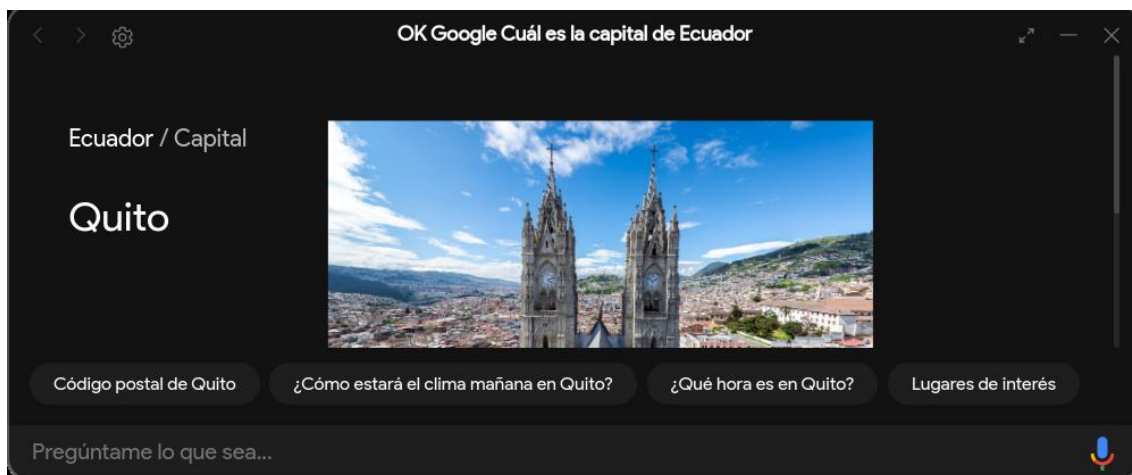 OK Google Cuál es la capital de Ecuador
Ecuador / Capital
Quito
Código postal de Quito
¿Cómo estará el clima mañana en Quito?
¿Qué hora es en Quito?
Lugares de interés
Pregúntame lo que sea...